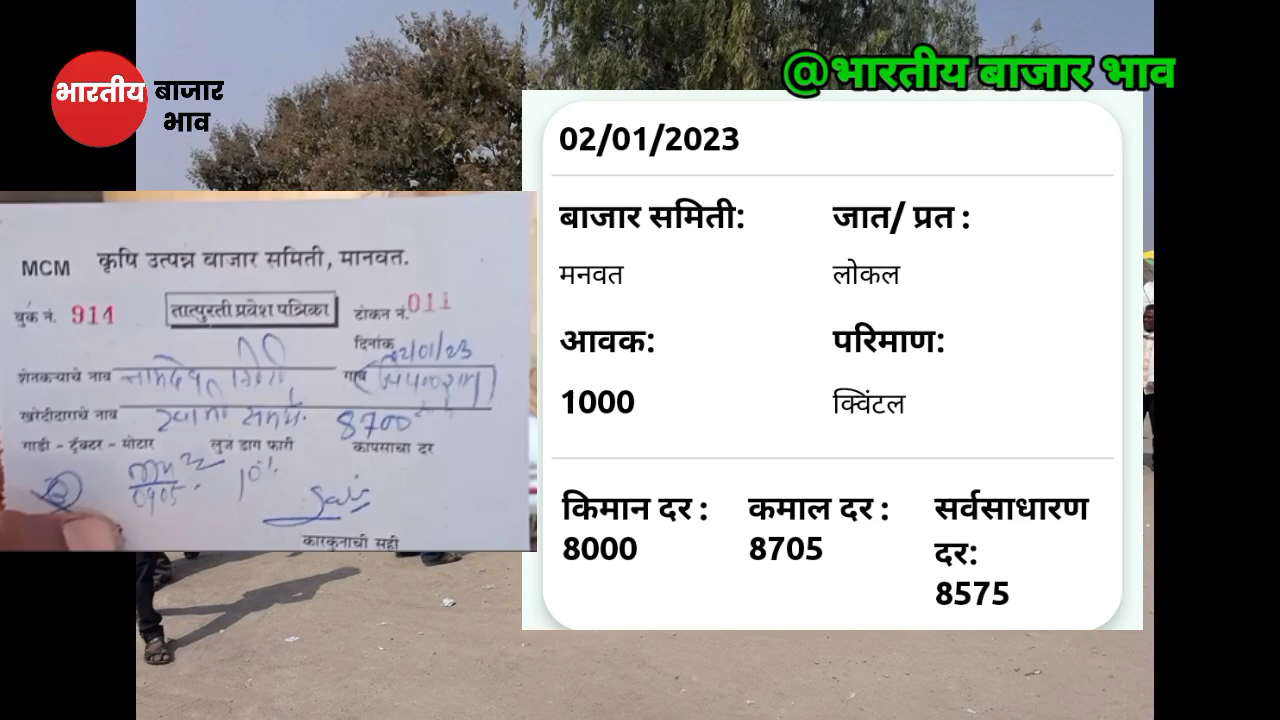 भारतीय बाजार
भाव
@भारतीय बाजार भाव
02/01/2023
बाजार समिती:
जात/ प्रत :
मनवत
लोकल
आवक:
परिमाण:
1000
क्विंटल
किमान दर :
कमाल दर :
सर्वसाधारण
दर:
8000
8705
8575
MCM कृषि उत्पन्न बाजार समिती, मानवत.
बुक नं. 914
तात्पुरती प्रवेश पत्रिका
टोकन नं. 011
दिनांक 02/01/23
शेतकऱ्याचे नाव
गाव
खरेदीदाराचे नाव
8700
गाडी - ट्रॅक्टर - मोटार
लुज डाग फारी
कापसाचा दर
कारकुनाची सही